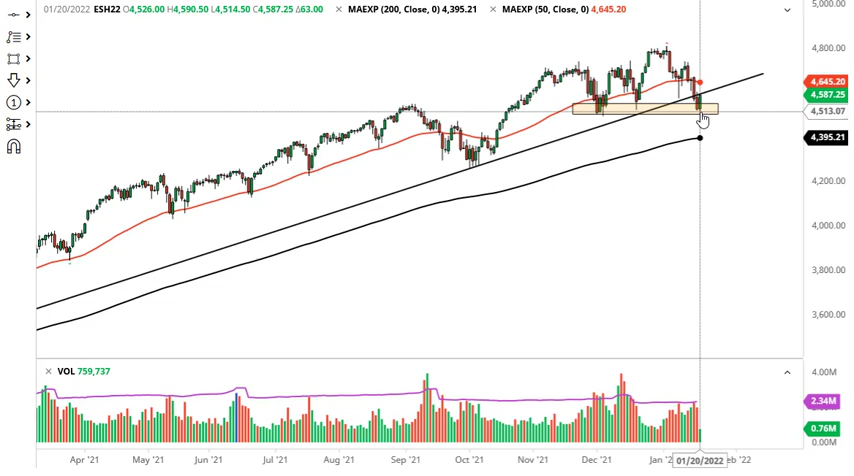 01/20/2022 ESH22 O4,526.00 H4,590.50 L4,514.50 C4,587.25 Δ63.00 × MAEXP (200, Close, 0) 4,395.21 × MAEXP (50, Close, 0) 4,645.20
5,000.00
4,800.00
4,645.20
4,587.25
4,513.07
4,395.21
4,200.00
4,000.00
3,800.00
3,600.00
× VOL 759,737
4.00M
2.34M
0.76M
0.00M
Apr '21 May '21 Jun '21 Jul '21 Aug '21 Sep '21 Oct '21 Nov '21 Dec '21 01/20/2022
1